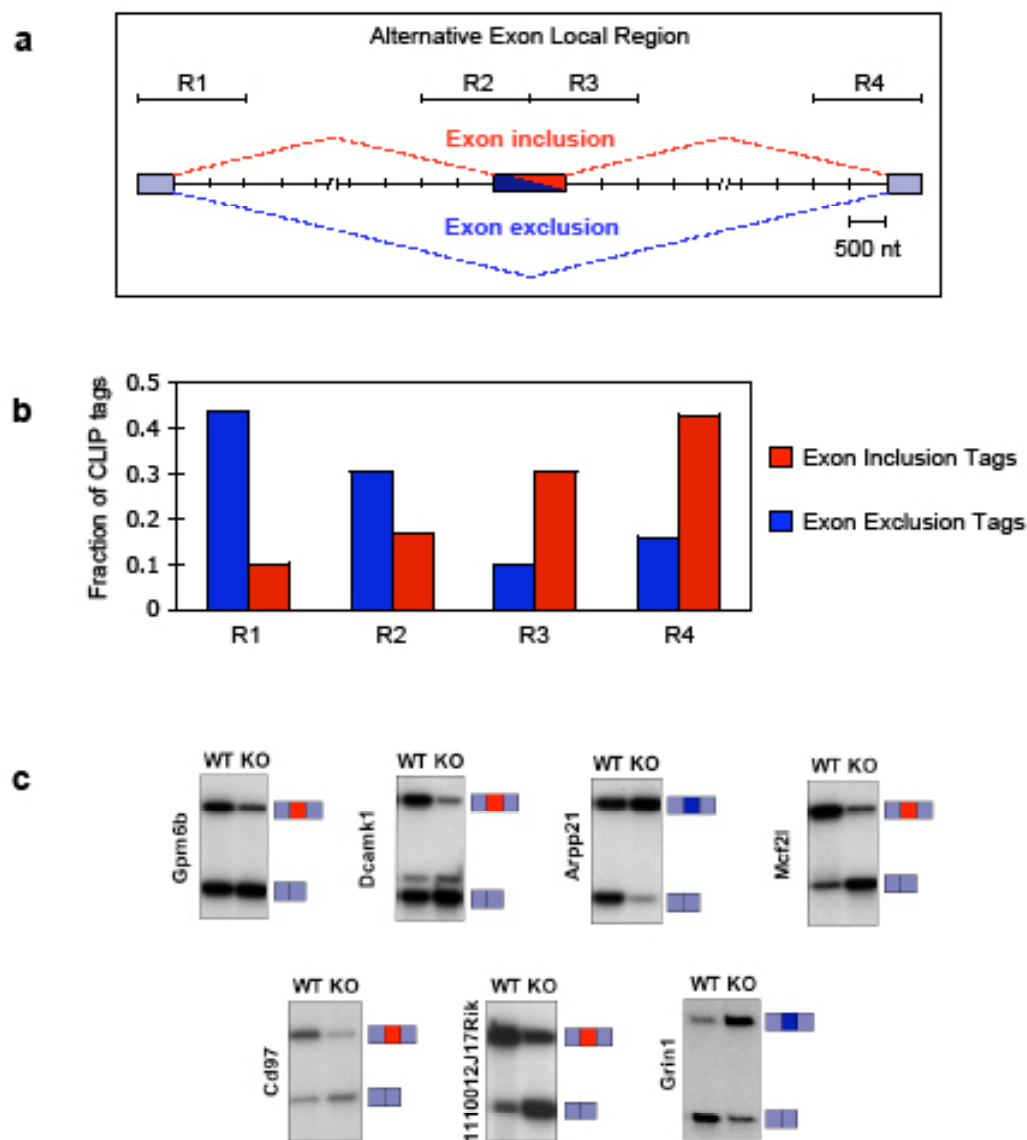 a
Alternative Exon Local Region
R1 R2 R3 R4
Exon inclusion
Exon exclusion
500 nt
b
Fraction of CLIP tags
0.5
0.4
0.3
0.1
0.1
0
R1 R2 R3 R4
Exon Inclusion Tags
Exon Exclusion Tags
c
WT KO
Gpm6b
WT KO
Dcamk1
WT KO
Arpp21
WT KO
Mcf2l
WT KO
Cd97
WT KO
1110012J17Rik
WT KO
Grin1